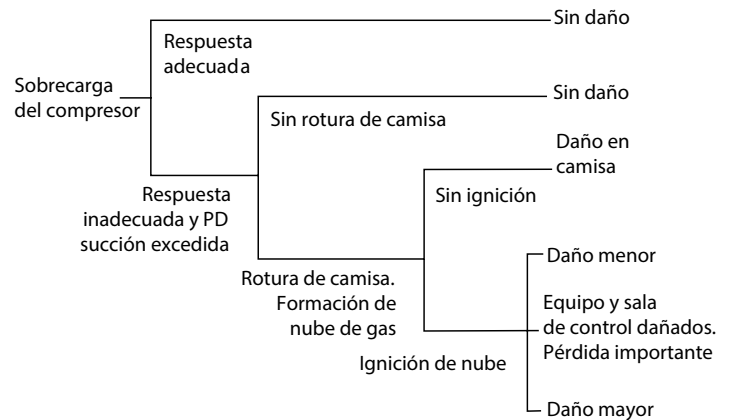 Sin daño
Respuesta
adecuada
Sobrecarga
del compresor
Sin daño
Sin rotura de camisa
Daño en
camisa
Respuesta
inadecuada y PD
succión excedida
Sin ignición
Daño menor
Rotura de camisa.
Formación de
nube de gas
Equipo y sala
de control dañados.
Pérdida importante
Ignición de nube
Daño mayor